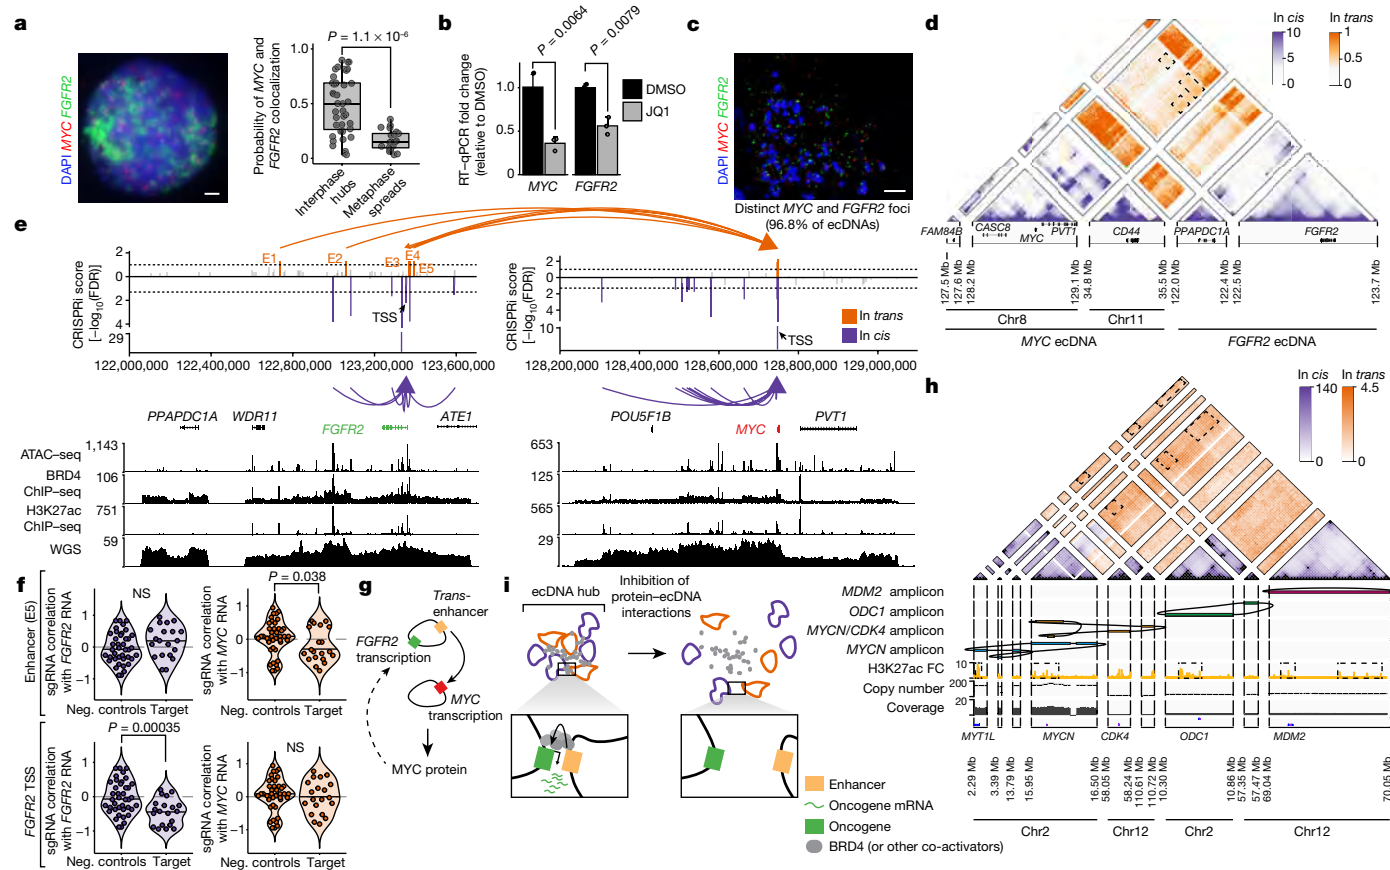 a
DAPI MYC FGFR2
Probability of MYC and
FGFR2 colocalization
P = 1.1 × 10⁻⁶
1.0
0.5
0
Interphase
hubs
Metaphase
spreads
b
RT–qPCR fold change
(relative to DMSO)
P = 0.0064
P = 0.0079
1.0
0.5
0
MYC
FGFR2
DMSO
JQ1
c
DAPI MYC FGFR2
Distinct MYC and FGFR2 foci
(96.8% of ecDNAs)
d
In cis
10
5
0
In trans
1
0.5
0
FAM84B
CASC8
MYC
PVT1
CD44
PPAPDC1A
FGFR2
127.5 Mb
127.6 Mb
128.2 Mb
129.1 Mb
34.8 Mb
35.5 Mb
122.0 Mb
122.4 Mb
122.5 Mb
123.7 Mb
Chr8
Chr11
MYC ecDNA
FGFR2 ecDNA
e
CRISPRi score
[−log10(FDR)]
2
0
2
4
29
E1
E2
E3
E4
E5
TSS
122,000,000
122,400,000
122,800,000
123,200,000
123,600,000
CRISPRi score
[−log10(FDR)]
2
0
2
4
10
TSS
In trans
In cis
128,200,000
128,400,000
128,600,000
128,800,000
129,000,000
PPAPDC1A
WDR11
FGFR2
ATE1
POU5F1B
MYC
PVT1
ATAC–seq
1,143
653
BRD4
ChIP–seq
106
125
H3K27ac
ChIP–seq
751
565
WGS
59
29
f
Enhancer (E5)
sgRNA correlation
with FGFR2 RNA
1
0
−1
NS
Neg. controls
Target
sgRNA correlation
with MYC RNA
1
0
−1
P = 0.038
Neg. controls
Target
FGFR2 TSS
sgRNA correlation
with FGFR2 RNA
1
0
−1
P = 0.00035
Neg. controls
Target
sgRNA correlation
with MYC RNA
1
0
−1
NS
Neg. controls
Target
g
Trans-
enhancer
FGFR2
transcription
MYC
transcription
MYC protein
h
In cis
140
0
In trans
4.5
0
MDM2 amplicon
ODC1 amplicon
MYCN/CDK4 amplicon
MYCN amplicon
H3K27ac FC
10
Copy number
200
Coverage
20
MYT1L
MYCN
CDK4
ODC1
MDM2
2.29 Mb
3.39 Mb
13.79 Mb
15.95 Mb
16.50 Mb
58.05 Mb
58.24 Mb
110.61 Mb
110.72 Mb
10.30 Mb
10.86 Mb
57.35 Mb
57.47 Mb
69.04 Mb
70.05 Mb
Chr2
Chr12
Chr2
Chr12
i
ecDNA hub
Inhibition of
protein–ecDNA
interactions
Enhancer
Oncogene mRNA
Oncogene
BRD4 (or other co-activators)